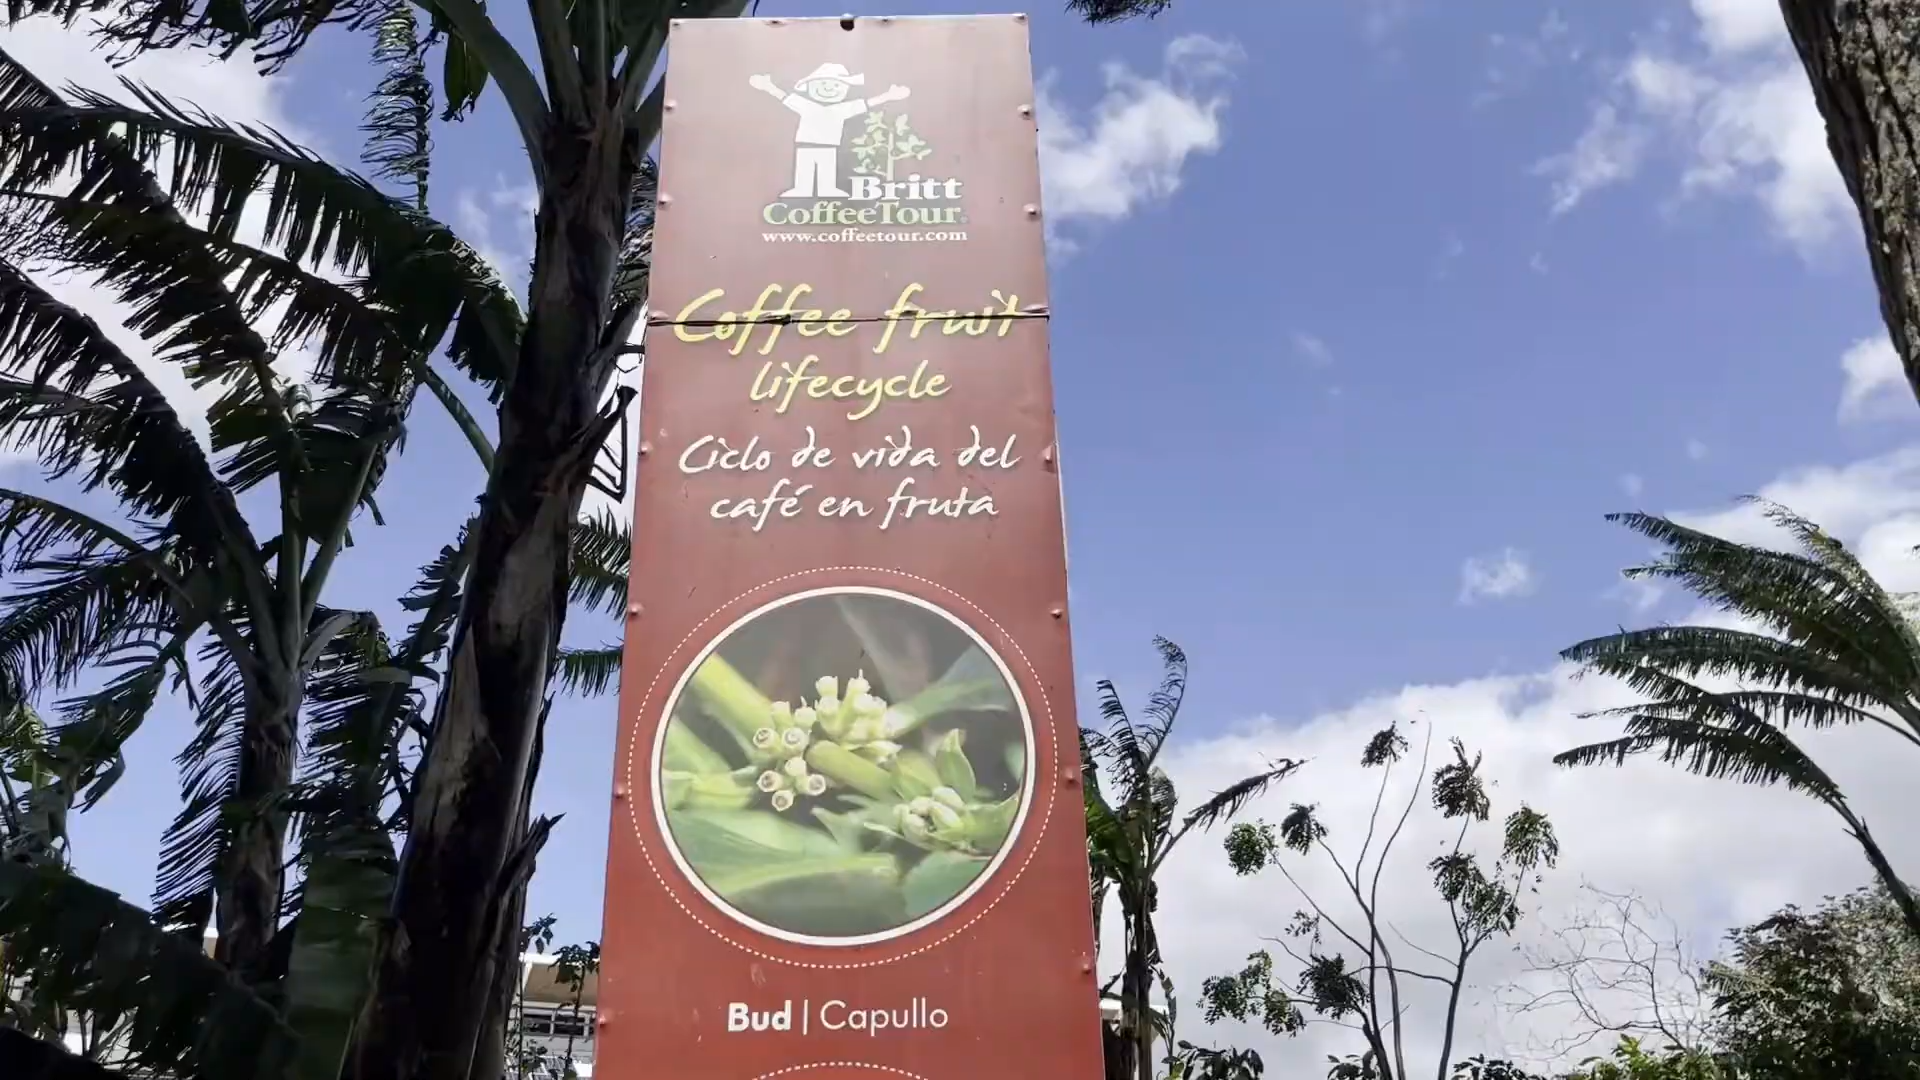 Britt
CoffeeTour®
www.coffeetour.com
Coffee fruit
lifecycle
Ciclo de vida del
café en fruta
Bud | Capullo